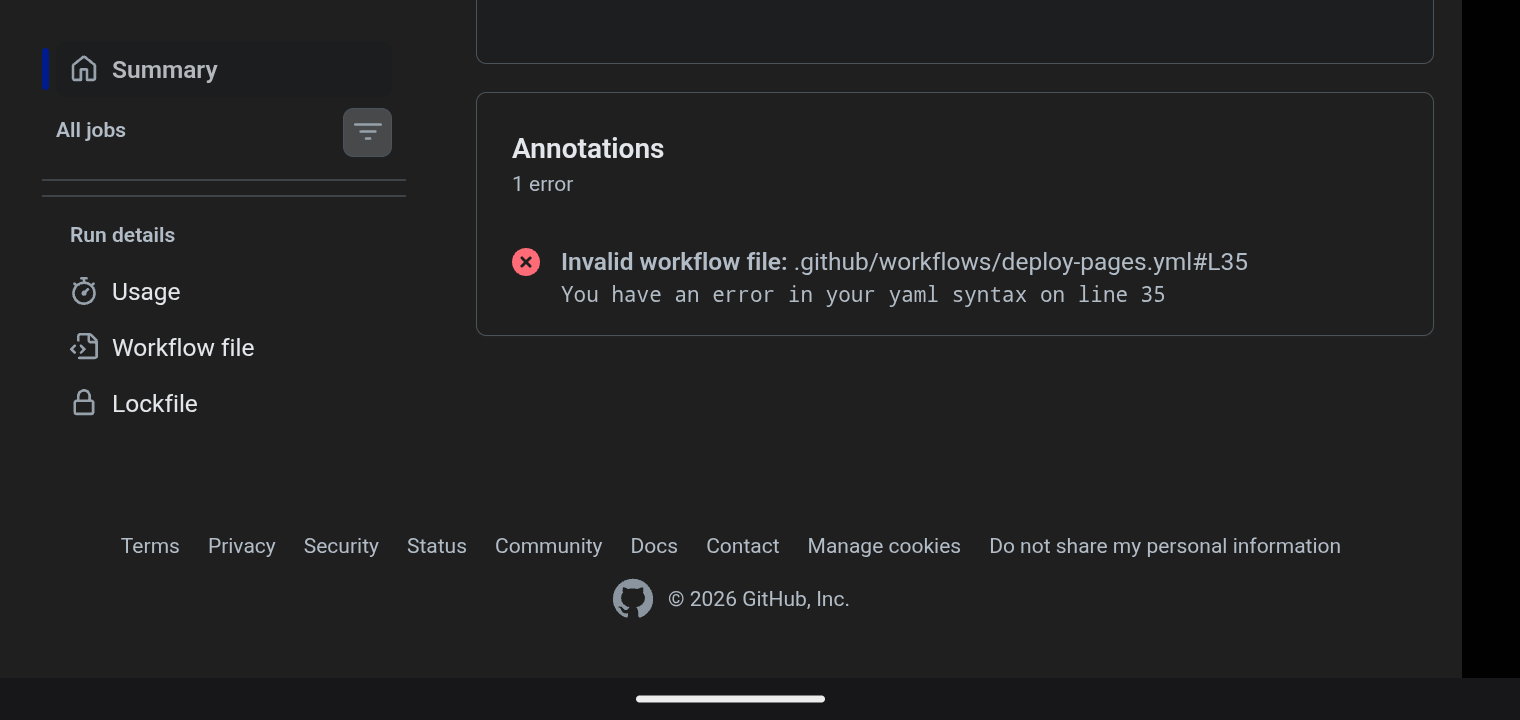 Summary
All jobs
Run details
Usage
Workflow file
Lockfile
Annotations
1 error
Invalid workflow file: .github/workflows/deploy-pages.yml#L35
You have an error in your yaml syntax on line 35
Terms Privacy Security Status Community Docs Contact Manage cookies Do not share my personal information
© 2026 GitHub, Inc.